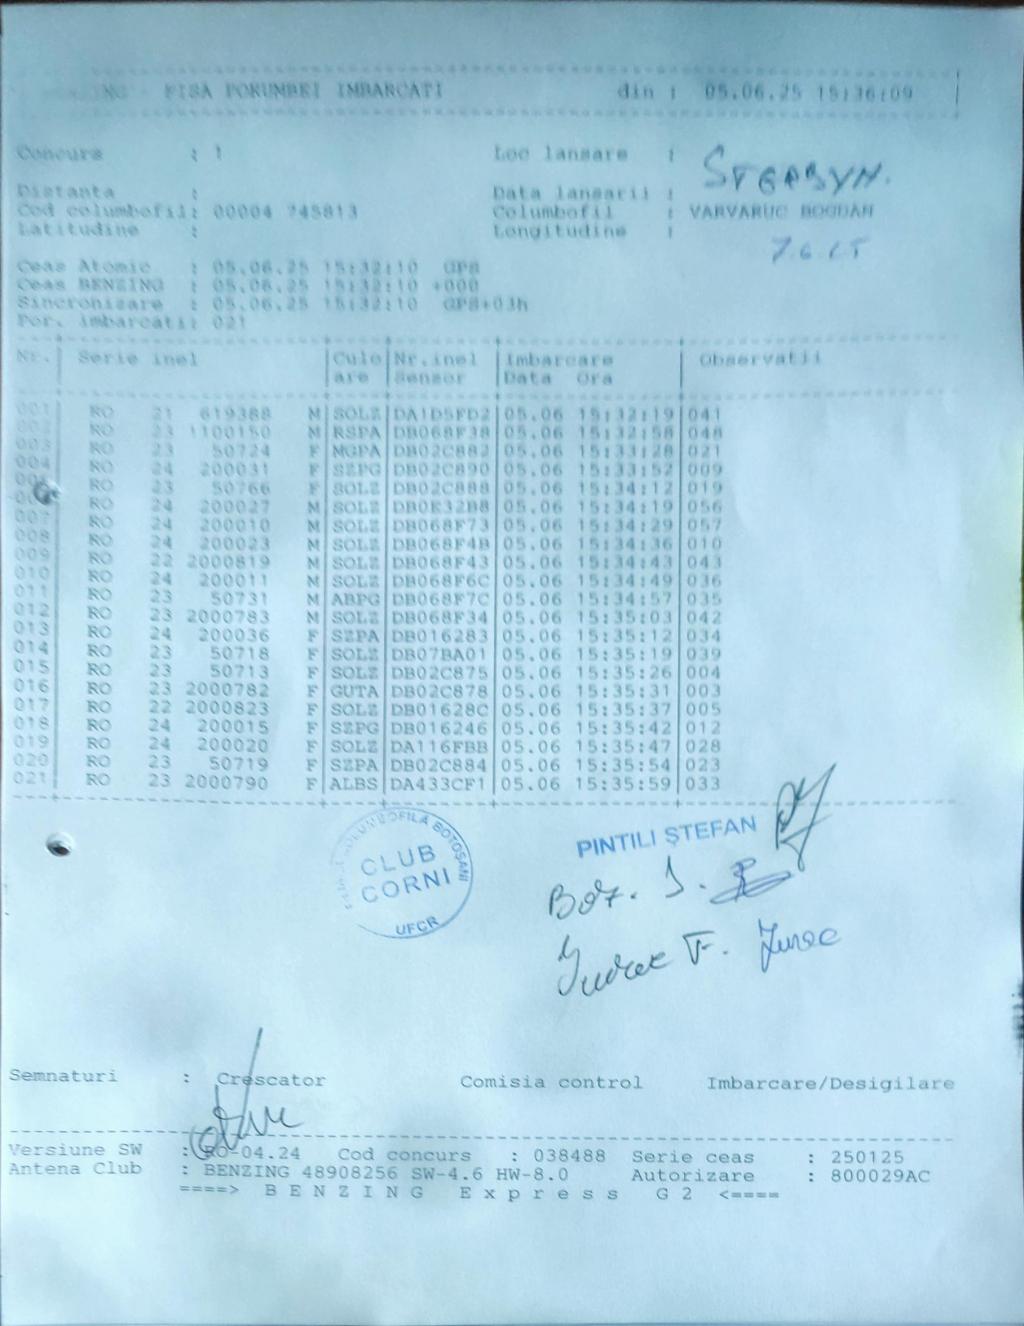 FISA PORUMBEI IMBARCATI din : 05.06.25 15:36:09
Concurs : 1 Loc lansare :
Distanta : Data lansarii :
Cod columbofil: 00004 745813 Columbofil : VARVARUC BOGDAN
Latitudine : Longitudine :
7.6.25
Ceas Atomic : 05.06.25 15:32:10 GPS
Ceas BENZING : 05.06.25 15:32:10 +000
Sincronizare : 05.06.25 15:32:10 GPS+03h
Por. imbarcati: 021
Nr. Serie inel Culo Nr.inel Imbarcare Observatii
are Sensor Data Ora
001 RO 21 619388 M SOLZ DA1D5FD2 05.06 15:32:19 041
002 RO 23 1100150 M RSPA DB068F38 05.06 15:32:58 048
003 RO 23 50724 F MGPA DB02C882 05.06 15:33:28 021
004 RO 24 200031 F SZPG DB02C890 05.06 15:33:52 009
RO 23 50766 F SOLZ DB02C888 05.06 15:34:12 019
RO 24 200027 M SOLZ DB0E32B8 05.06 15:34:19 056
007 RO 24 200010 M SOLZ DB068F73 05.06 15:34:29 057
008 RO 24 200023 M SOLZ DB068F4B 05.06 15:34:36 010
009 RO 22 2000819 M SOLZ DB068F43 05.06 15:34:43 043
010 RO 24 200011 M SOLZ DB068F6C 05.06 15:34:49 036
011 RO 23 50731 M ABPG DB068F7C 05.06 15:34:57 035
012 RO 23 2000783 M SOLZ DB068F34 05.06 15:35:03 042
013 RO 24 200036 F SZPA DB016283 05.06 15:35:12 034
014 RO 23 50718 F SOLZ DB07BA01 05.06 15:35:19 039
015 RO 23 50713 F SOLZ DB02C875 05.06 15:35:26 004
016 RO 23 2000782 F GUTA DB02C878 05.06 15:35:31 003
017 RO 22 2000823 F SOLZ DB01628C 05.06 15:35:37 005
018 RO 24 200015 F SZPG DB016246 05.06 15:35:42 012
019 RO 24 200020 F SOLZ DA116FBB 05.06 15:35:47 028
020 RO 23 50719 F SZPA DB02C884 05.06 15:35:54 023
021 RO 23 2000790 F ALBS DA433CF1 05.06 15:35:59 033
COLUMBOFILA BOTOSANI
CLUB
CORNI
UFCR
PINTILI ȘTEFAN
Semnaturi : Crescator Comisia control Imbarcare/Desigilare
Versiune SW : RO-04.24 Cod concurs : 038488 Serie ceas : 250125
Antena Club : BENZING 48908256 SW-4.6 HW-8.0 Autorizare : 800029AC
====> B E N Z I N G E x p r e s s G 2 <====